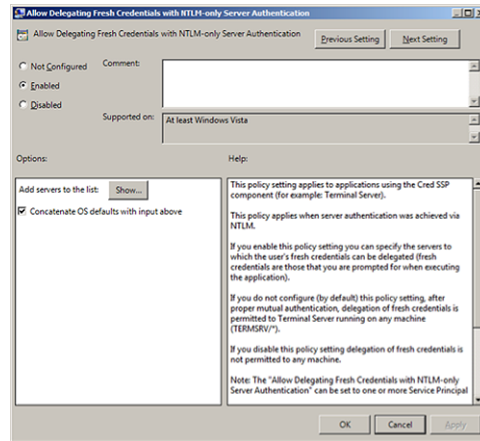 Allow Delegating Fresh Credentials with NTLM-only Server Authentication
Allow Delegating Fresh Credentials with NTLM-only Server Authentication
Previous Setting
Next Setting
Not Configured
Comment:
Enabled
Disabled
Supported on:
At least Windows Vista
Options:
Help:
Add servers to the list:
Show...
Concatenate OS defaults with input above
This policy setting applies to applications using the Cred SSP
component (for example: Terminal Server).
This policy applies when server authentication was achieved via
NTLM.
If you enable this policy setting you can specify the servers to
which the user's fresh credentials can be delegated (fresh
credentials are those that you are prompted for when executing
the application).
If you do not configure (by default) this policy setting, after
proper mutual authentication, delegation of fresh credentials is
permitted to Terminal Server running on any machine
(TERMSRV/*).
If you disable this policy setting delegation of fresh credentials is
not permitted to any machine.
Note: The "Allow Delegating Fresh Credentials with NTLM-only
Server Authentication" can be set to one or more Service Principal
OK
Cancel
Apply